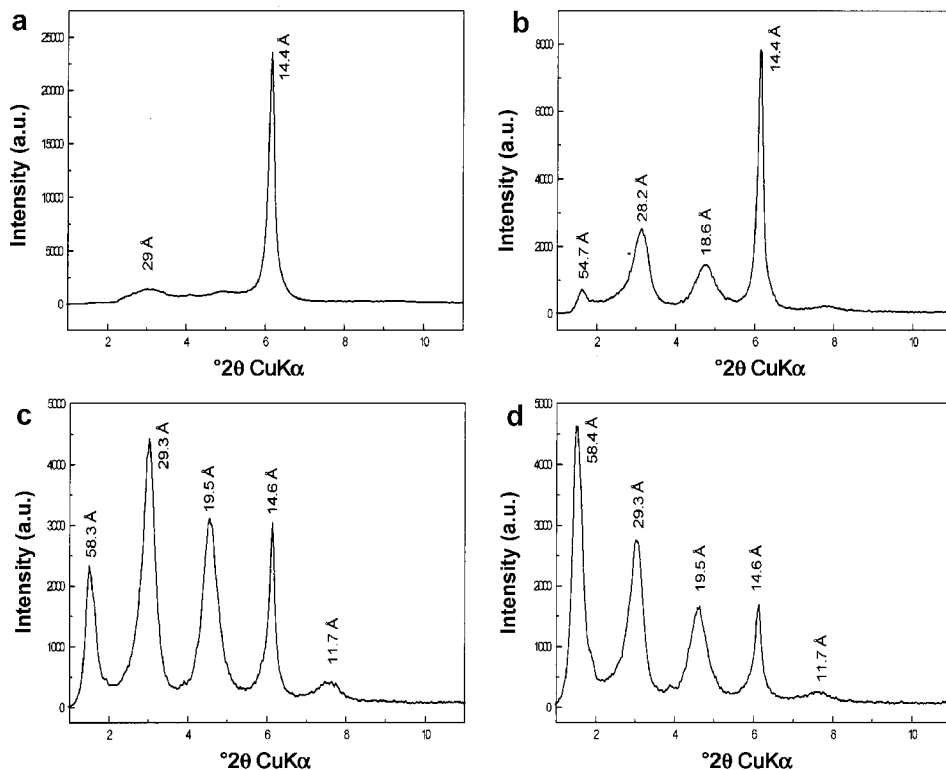 a
Intensity (a.u.)
25000
20000
15000
10000
5000
0
29 Å
14.4 Å
2
4
6
8
10
°2θ CuKα
b
Intensity (a.u.)
8000
6000
4000
2000
0
54.7 Å
28.2 Å
18.6 Å
14.4 Å
2
4
6
8
10
°2θ CuKα
c
Intensity (a.u.)
5000
4000
3000
2000
1000
0
58.3 Å
29.3 Å
19.5 Å
14.6 Å
11.7 Å
2
4
6
8
10
°2θ CuKα
d
Intensity (a.u.)
5000
4000
3000
2000
1000
0
58.4 Å
29.3 Å
19.5 Å
14.6 Å
11.7 Å
2
4
6
8
10
°2θ CuKα